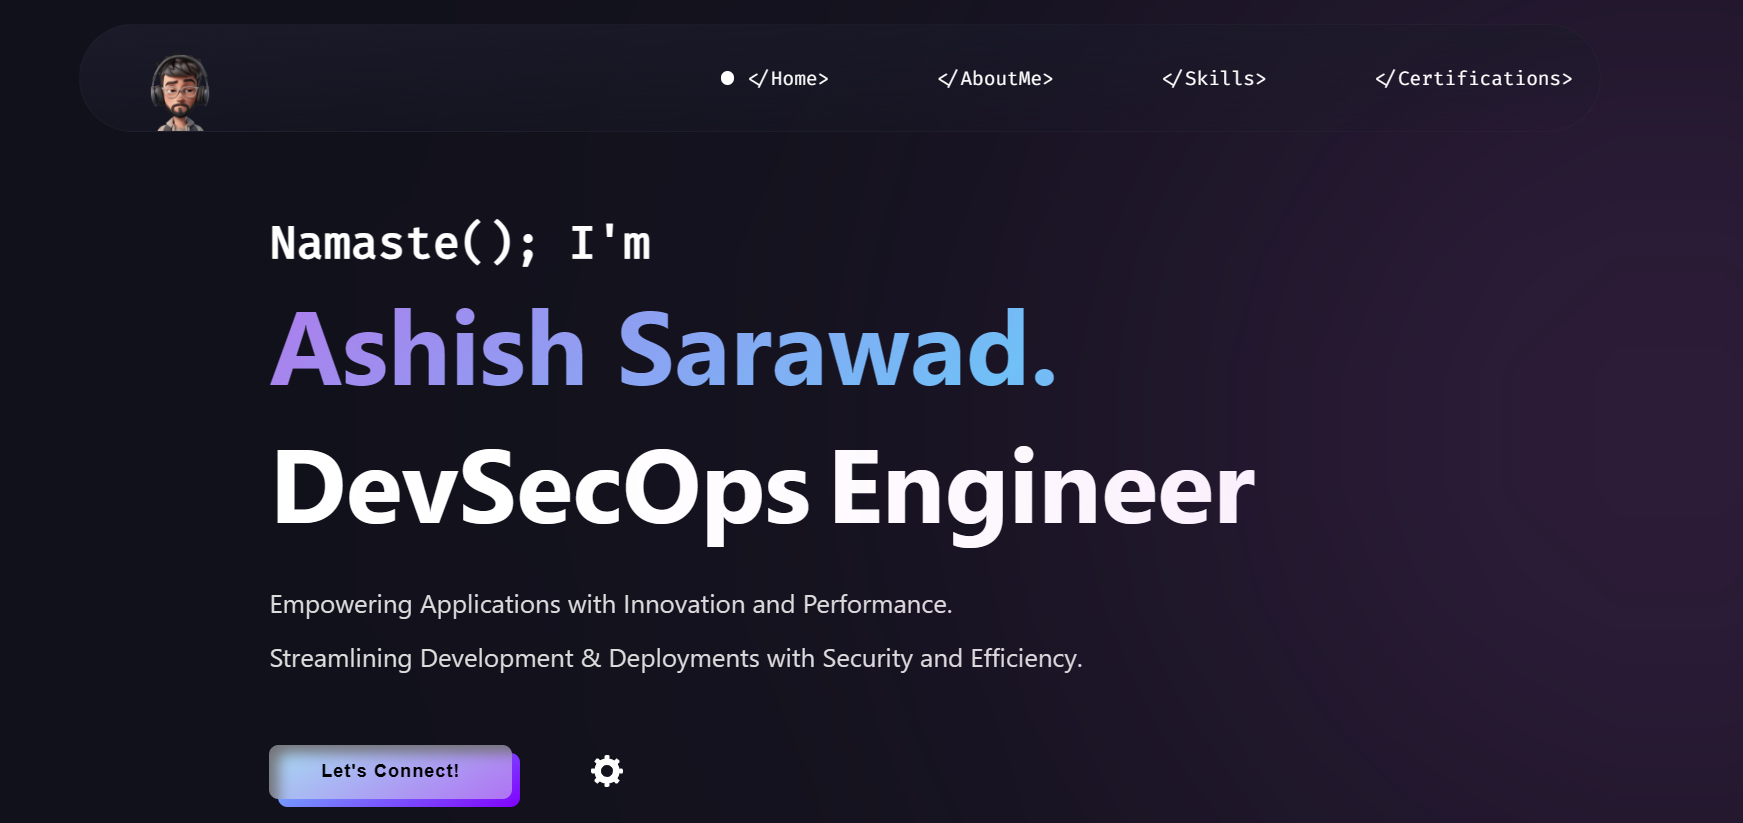 </Home> </AboutMe> </Skills> </Certifications>
Namaste(); I'm
Ashish Sarawad.
DevSecOps Engineer
Empowering Applications with Innovation and Performance.
Streamlining Development & Deployments with Security and Efficiency.
Let's Connect!